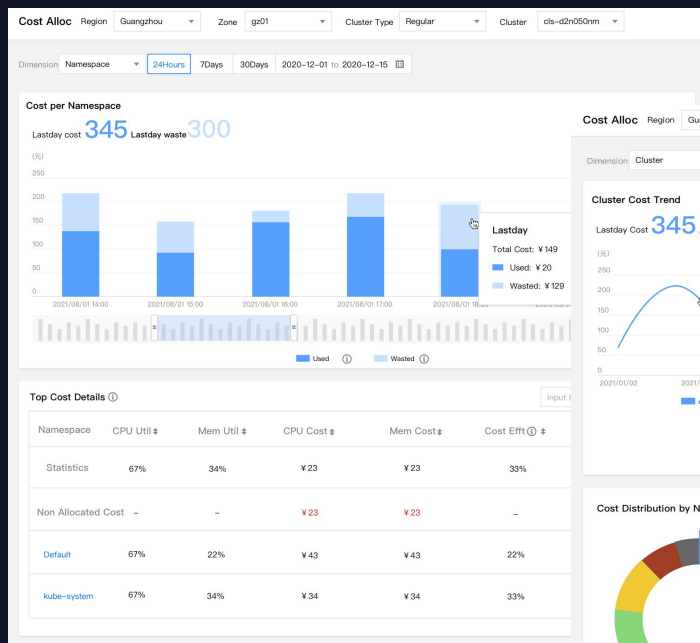 Cost Alloc Region Guangzhou Zone gz01 Cluster Type Regular Cluster cls-d2n050nm
Dimension Namespace 24Hours 7Days 30Days 2020-12-01 to 2020-12-15
Cost per Namespace
Lastday cost 345 Lastday waste 300
(元)
250
200
150
100
50
0
2021/08/01 14:00 2021/08/01 15:00 2021/08/01 16:00 2021/08/01 17:00 2021/08/01
Lastday
Total Cost: ¥149
Used: ¥20
Wasted: ¥129
Used Wasted
Top Cost Details
Input
Namespace CPU Util Mem Util CPU Cost Mem Cost Cost Efft
Statistics 67% 34% ¥23 ¥23 33%
Non Allocated Cost – – ¥23 ¥23 –
Default 67% 22% ¥43 ¥43 22%
kube-system 67% 34% ¥34 ¥34 33%
Cost Alloc Region Gu
Dimension Cluster
Cluster Cost Trend
Lastday Cost 345
(元)
250
200
150
100
50
0
2021/01/02 2021/
Cost Distribution by N